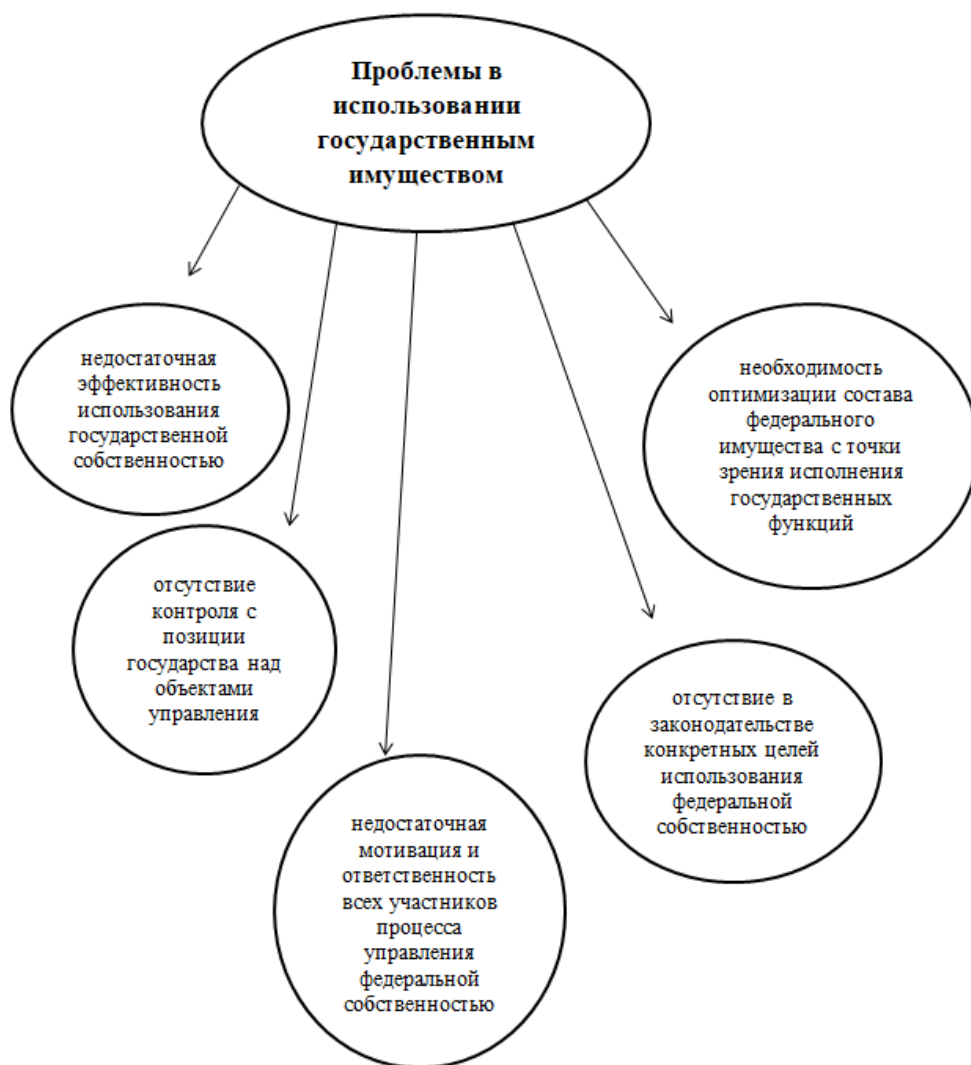 Проблемы в
использовании
государственным
имуществом
недостаточная
эффективность
использования
государственной
собственностью
отсутствие
контроля с
позиции
государства над
объектами
управления
недостаточная
мотивация и
ответственность
всех участников
процесса
управления
федеральной
собственностью
отсутствие в
законодательстве
конкретных целей
использования
федеральной
собственностью
необходимость
оптимизации состава
федерального
имущества с точки
зрения исполнения
государственных
функций